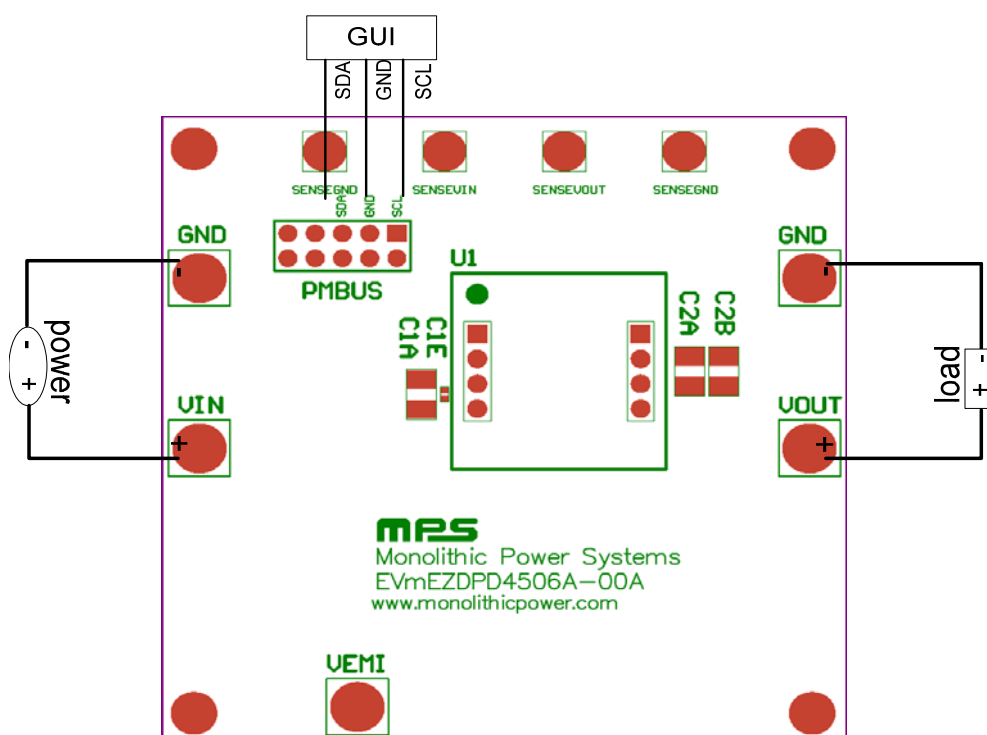 GUI
SDA
GND
SCL
SENSEGND
SENSEVIN
SENSEVOUT
SENSEGND
SDA
GND
SCL
GND
GND
PMBUS
U1
-
-
C1A
C1E
C2A
C2B
power
-
+
load
-
+
VIN
VOUT
+
+
MPS
Monolithic Power Systems
EVmEZDPD4506A-00A
www.monolithicpower.com
VEMI